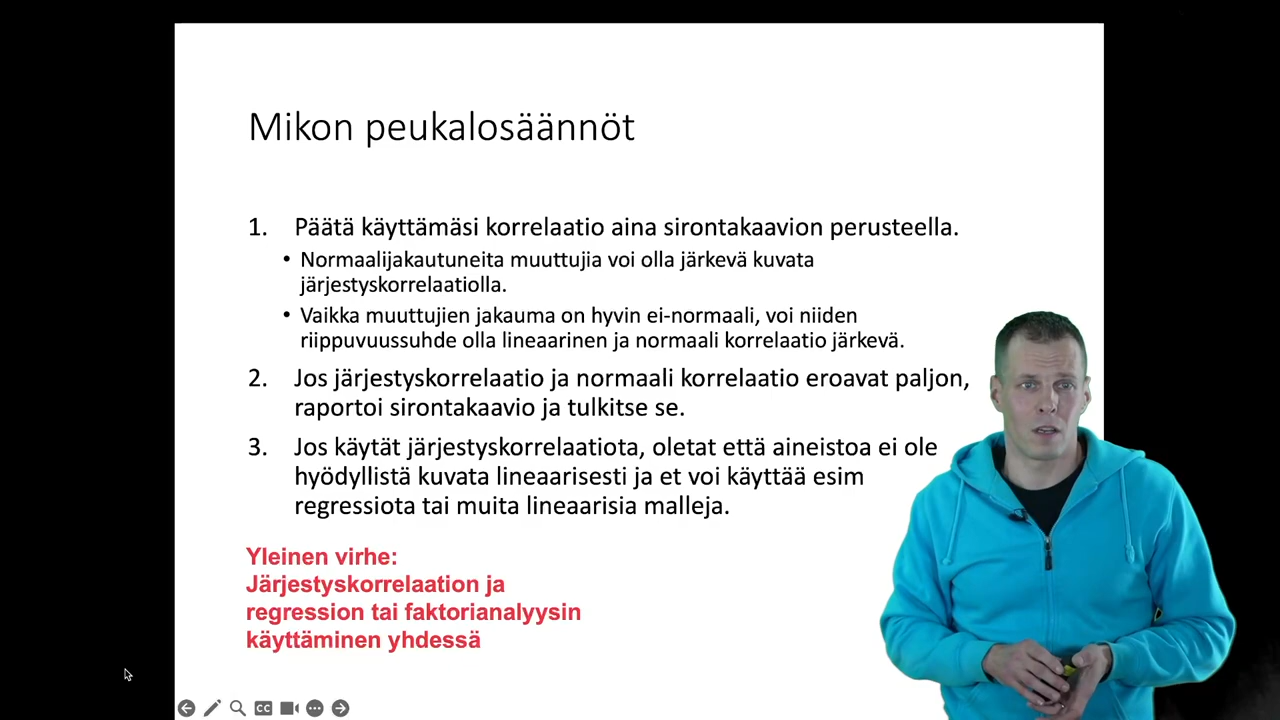 Mikon peukalosäännöt
1. Päätä käyttämäsi korrelaatio aina sirontakaavion perusteella.
• Normaalijakautuneita muuttujia voi olla järkevä kuvata
järjestyskorrelaatiolla.
• Vaikka muuttujien jakauma on hyvin ei-normaali, voi niiden
riippuvuussuhde olla lineaarinen ja normaali korrelaatio järkevä.
2. Jos järjestyskorrelaatio ja normaali korrelaatio eroavat paljon,
raportoi sirontakaavio ja tulkitse se.
3. Jos käytät järjestyskorrelaatiota, oletat että aineistoa ei ole
hyödyllistä kuvata lineaarisesti ja et voi käyttää esim
regressiota tai muita lineaarisia malleja.
Yleinen virhe:
Järjestyskorrelaation ja
regression tai faktorianalyysin
käyttäminen yhdessä
CC